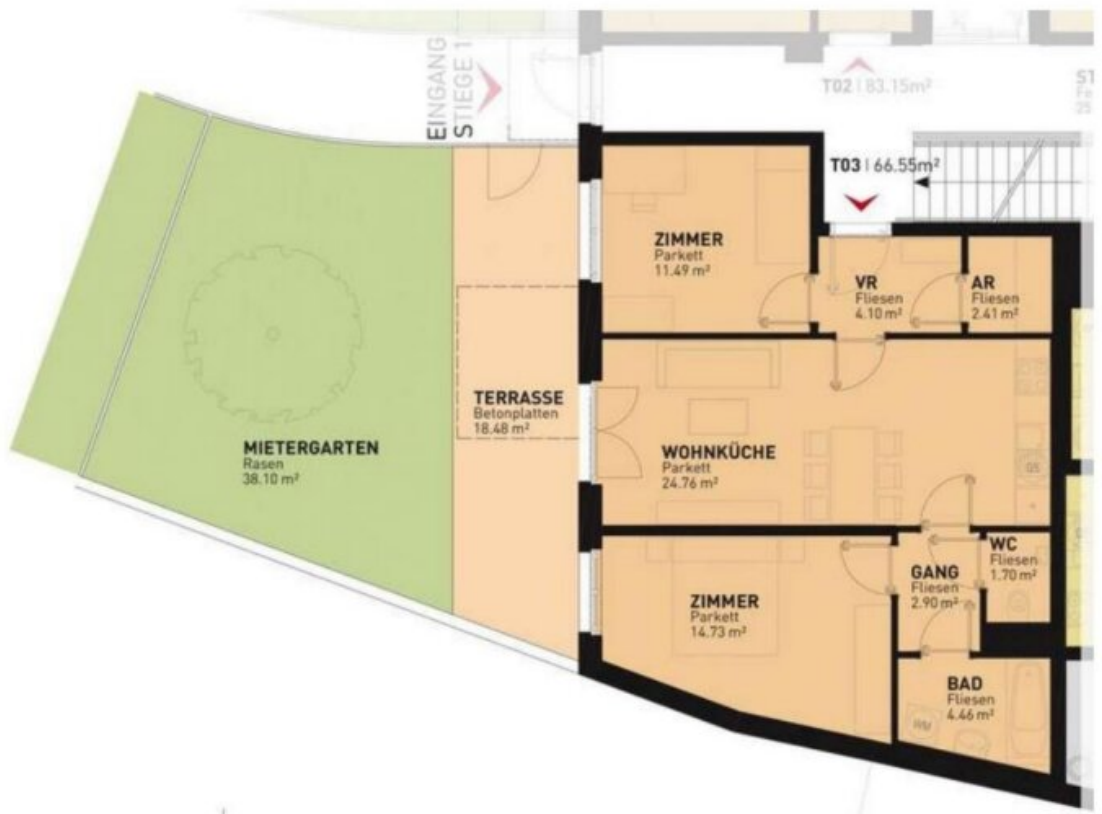 EINGANG
STIEGE 1
T02 | 83.15m²
ST
T03 | 66.55m²
ZIMMER
Parkett
11.49 m²
VR
Fliesen
4.10 m²
AR
Fliesen
2.41 m²
TERRASSE
Betonplatten
18.48 m²
MIETERGARTEN
Rasen
38.10 m²
WOHNKÜCHE
Parkett
24.76 m²
GS
WC
Fliesen
1.70 m²
GANG
Fliesen
2.90 m²
ZIMMER
Parkett
14.73 m²
BAD
Fliesen
4.46 m²
WM